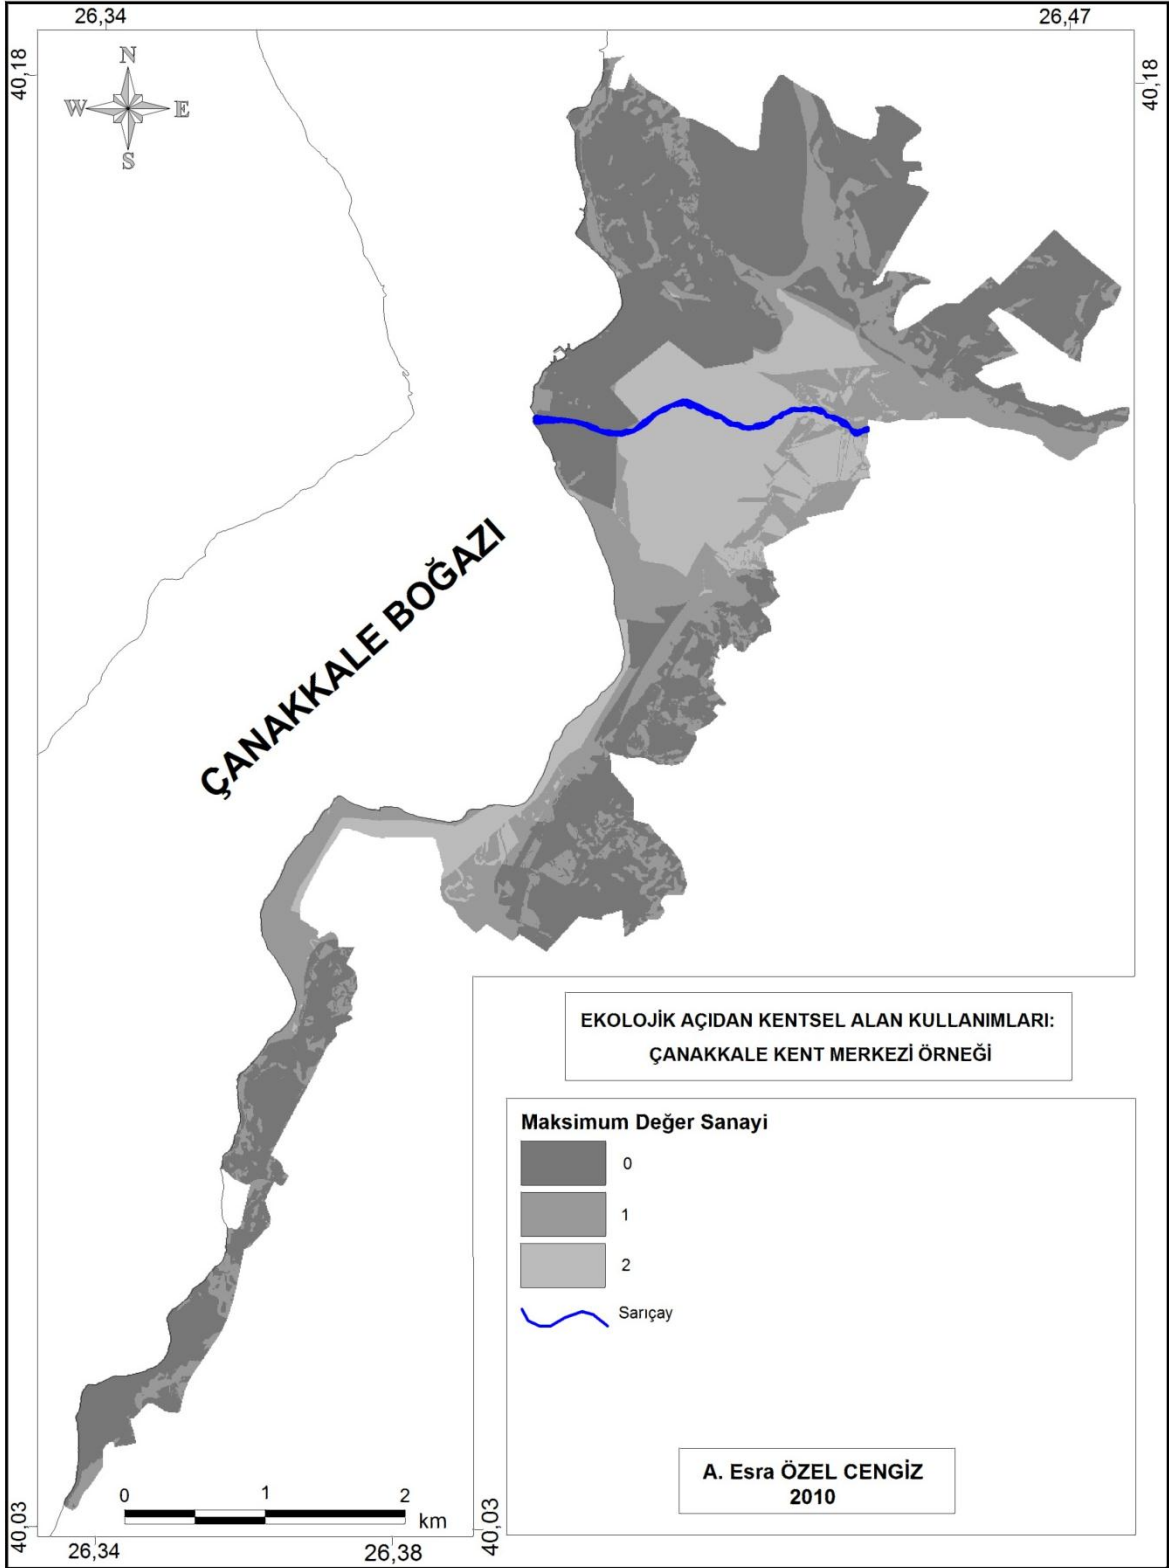 26,34
26,47
40,18
40,18
N
W
E
S
ÇANAKKALE BOĞAZI
EKOLOJİK AÇIDAN KENTSEL ALAN KULLANIMLARI:
ÇANAKKALE KENT MERKEZİ ÖRNEĞİ
Maksimum Değer Sanayi
0
1
2
Sarıçay
A. Esra ÖZEL CENGİZ
2010
0
1
2
km
40,03
40,03
26,34
26,38